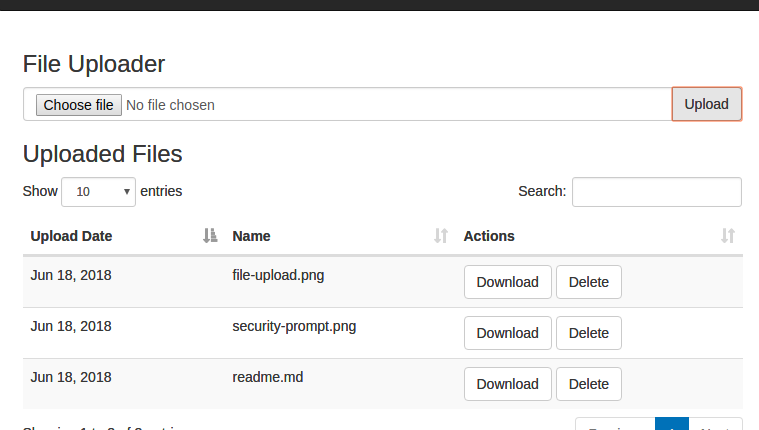 File Uploader
Choose file No file chosen Upload
Uploaded Files
Show 10 entries Search:
Upload Date Name Actions
Jun 18, 2018 file-upload.png Download Delete
Jun 18, 2018 security-prompt.png Download Delete
Jun 18, 2018 readme.md Download Delete